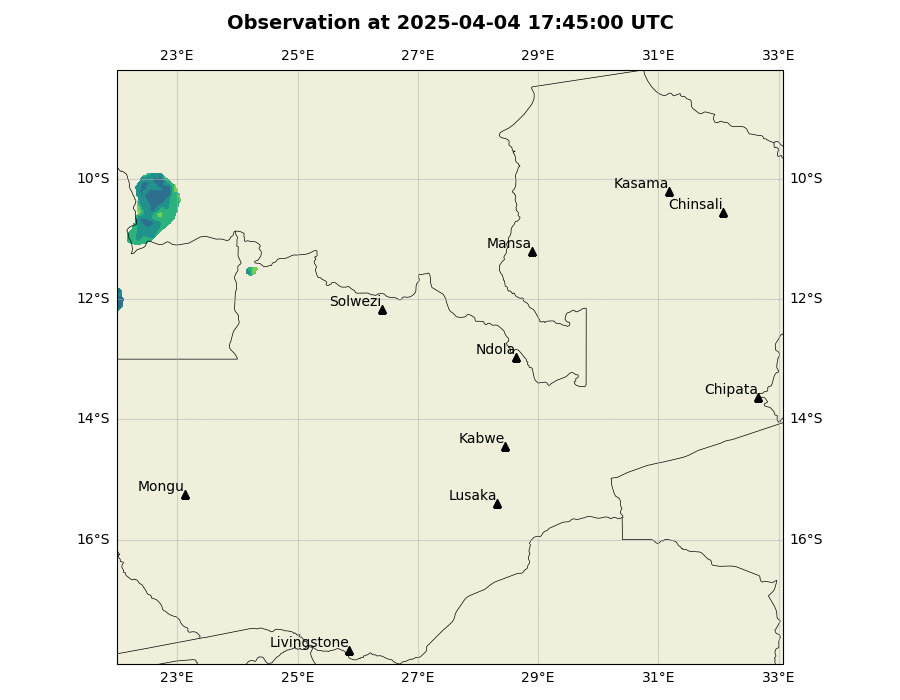 Observation at 2025-04-04 17:45:00 UTC
23°E 25°E 27°E 29°E 31°E 33°E
10°S 10°S
Kasama
Chinsali
Mansa
12°S 12°S
Solwezi
Ndola
Chipata
14°S 14°S
Kabwe
Mongu
Lusaka
16°S 16°S
Livingstone
23°E 25°E 27°E 29°E 31°E 33°E